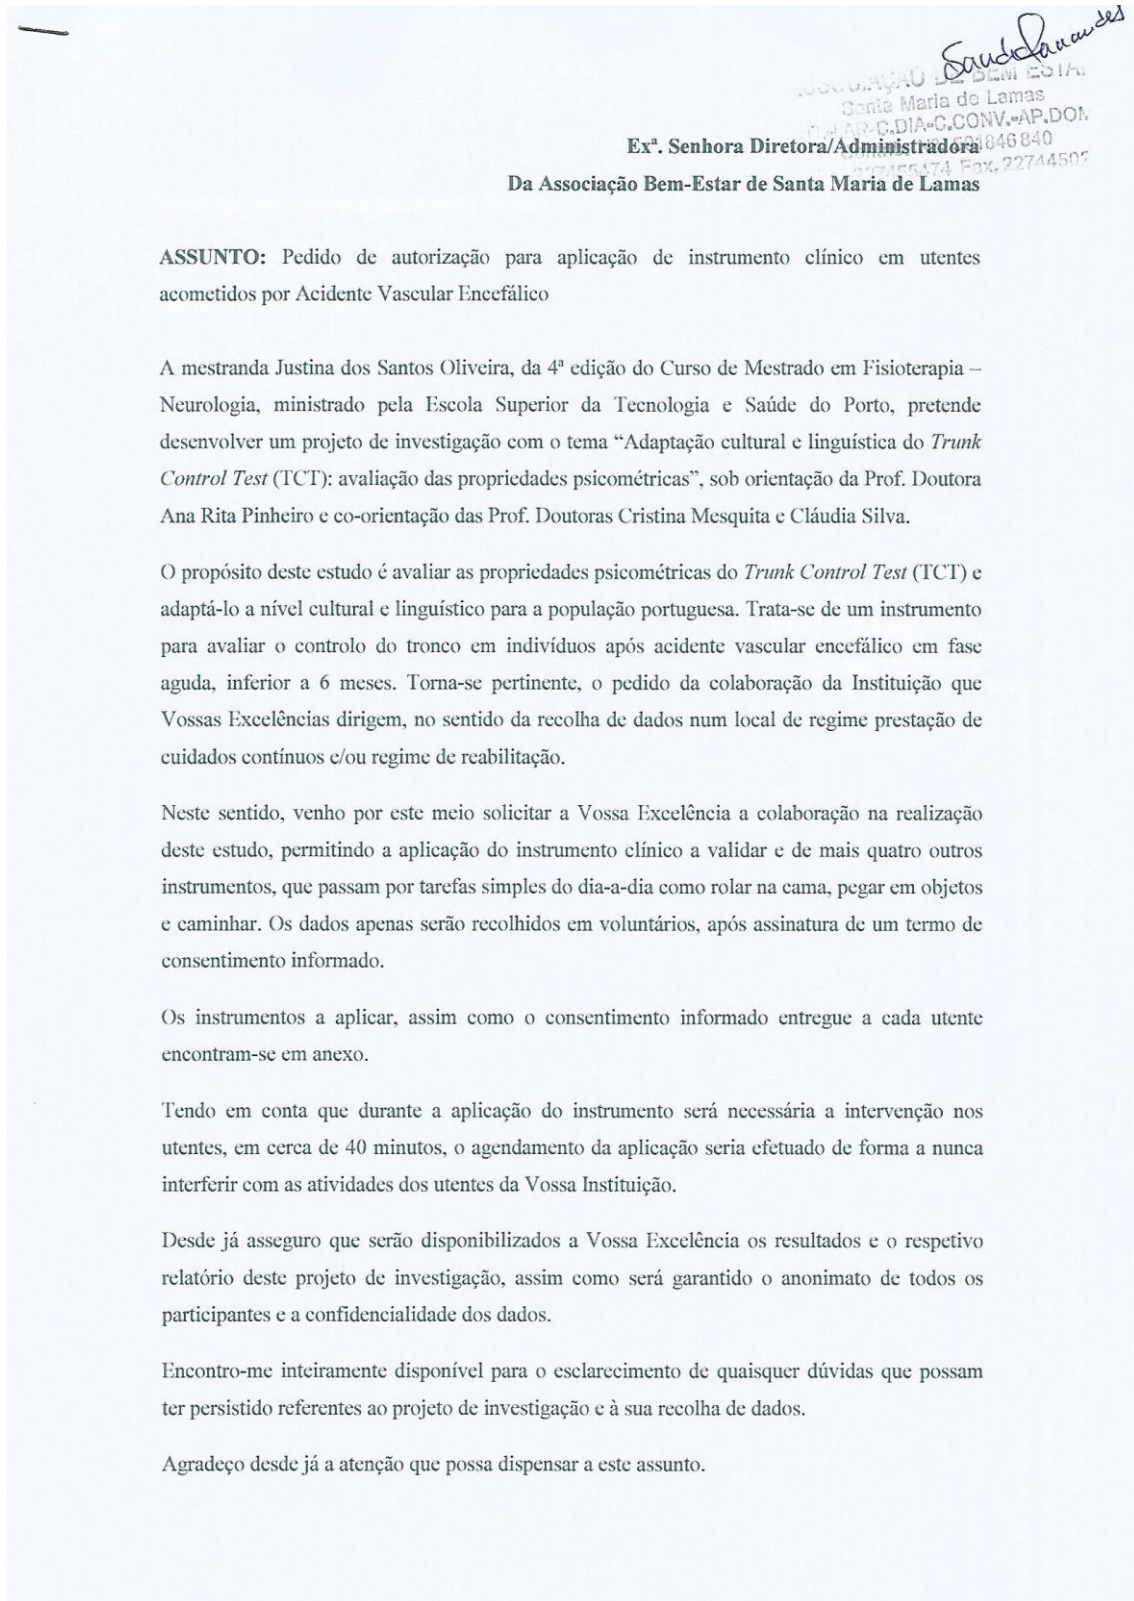 BEM ESTA
Santa Maria de Lamas
C.DIA-C.CONV.-AP.DOM
Exª. Senhora Diretora/Administradora
846 840
227455474 Fax. 22744502
Da Associação Bem-Estar de Santa Maria de Lamas
ASSUNTO: Pedido de autorização para aplicação de instrumento clínico em utentes
acometidos por Acidente Vascular Encefálico
A mestranda Justina dos Santos Oliveira, da 4ª edição do Curso de Mestrado em Fisioterapia –
Neurologia, ministrado pela Escola Superior da Tecnologia e Saúde do Porto, pretende
desenvolver um projeto de investigação com o tema “Adaptação cultural e linguística do Trunk
Control Test (TCT): avaliação das propriedades psicométricas”, sob orientação da Prof. Doutora
Ana Rita Pinheiro e co-orientação das Prof. Doutoras Cristina Mesquita e Cláudia Silva.
O propósito deste estudo é avaliar as propriedades psicométricas do Trunk Control Test (TCT) e
adaptá-lo a nível cultural e linguístico para a população portuguesa. Trata-se de um instrumento
para avaliar o controlo do tronco em indivíduos após acidente vascular encefálico em fase
aguda, inferior a 6 meses. Torna-se pertinente, o pedido da colaboração da Instituição que
Vossas Excelências dirigem, no sentido da recolha de dados num local de regime prestação de
cuidados contínuos e/ou regime de reabilitação.
Neste sentido, venho por este meio solicitar a Vossa Excelência a colaboração na realização
deste estudo, permitindo a aplicação do instrumento clínico a validar e de mais quatro outros
instrumentos, que passam por tarefas simples do dia-a-dia como rolar na cama, pegar em objetos
e caminhar. Os dados apenas serão recolhidos em voluntários, após assinatura de um termo de
consentimento informado.
Os instrumentos a aplicar, assim como o consentimento informado entregue a cada utente
encontram-se em anexo.
Tendo em conta que durante a aplicação do instrumento será necessária a intervenção nos
utentes, em cerca de 40 minutos, o agendamento da aplicação seria efetuado de forma a nunca
interferir com as atividades dos utentes da Vossa Instituição.
Desde já asseguro que serão disponibilizados a Vossa Excelência os resultados e o respetivo
relatório deste projeto de investigação, assim como será garantido o anonimato de todos os
participantes e a confidencialidade dos dados.
Encontro-me inteiramente disponível para o esclarecimento de quaisquer dúvidas que possam
ter persistido referentes ao projeto de investigação e à sua recolha de dados.
Agradeço desde já a atenção que possa dispensar a este assunto.